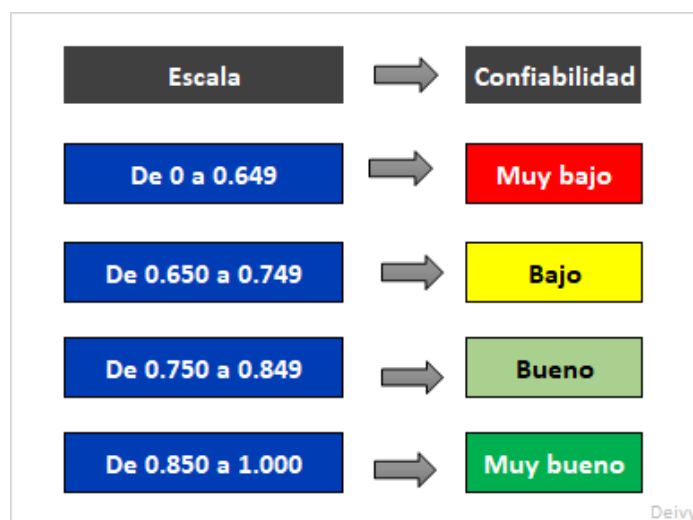 Escala
Confiabilidad
De 0 a 0.649
Muy bajo
De 0.650 a 0.749
Bajo
De 0.750 a 0.849
Bueno
De 0.850 a 1.000
Muy bueno
Deivy